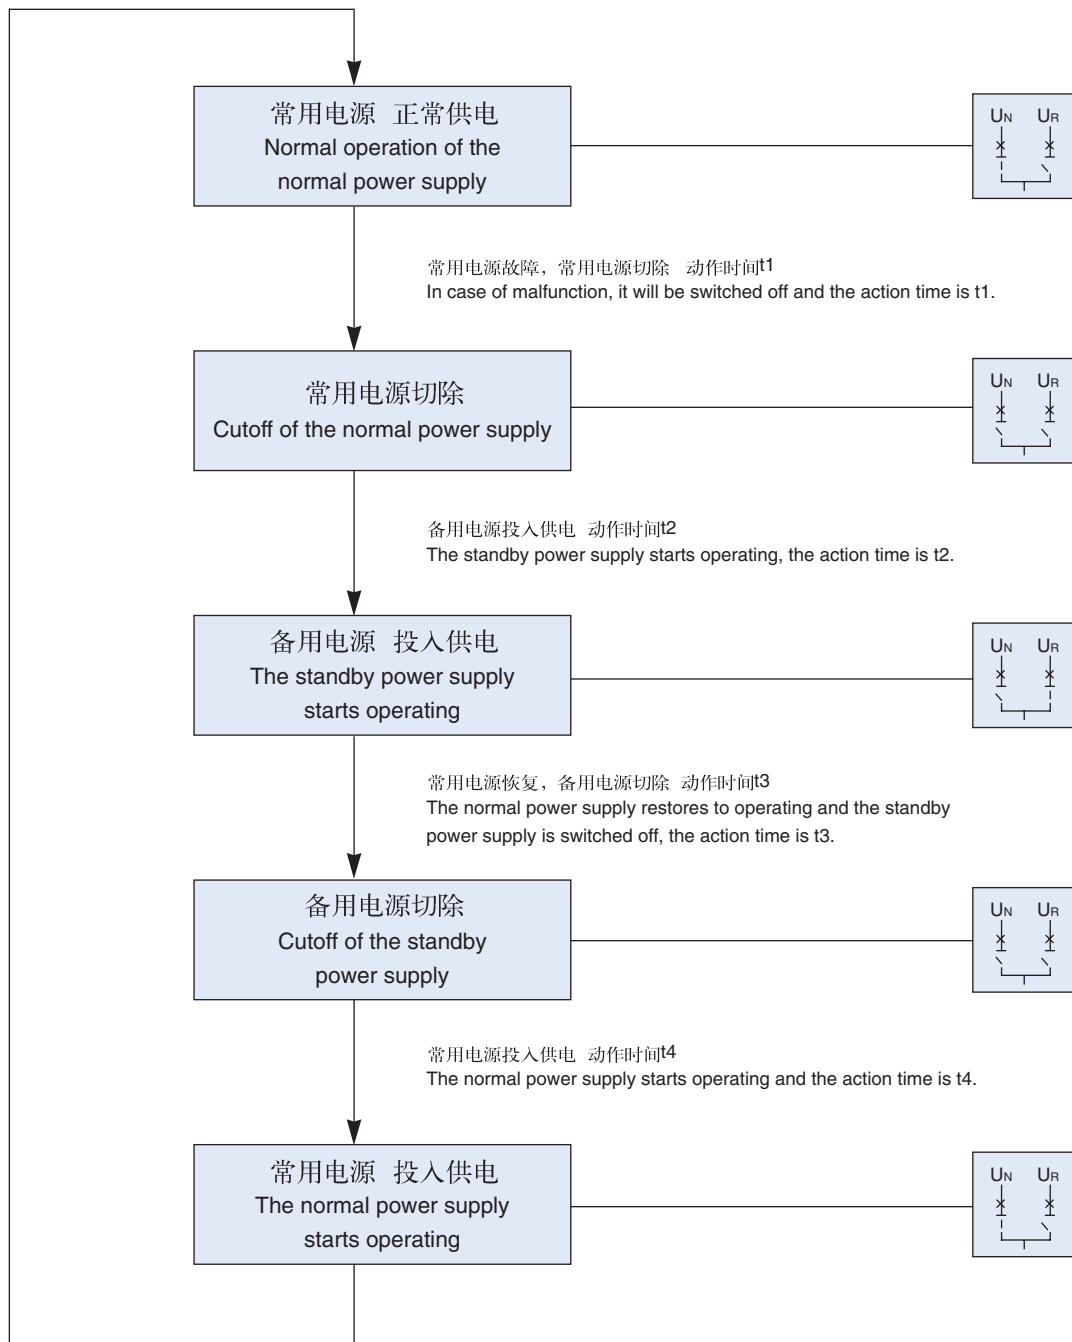 常用电源 正常供电
Normal operation of the
normal power supply
UN UR
常用电源故障，常用电源切除 动作时间t1
In case of malfunction, it will be switched off and the action time is t1.
常用电源切除
Cutoff of the normal power supply
UN UR
备用电源投入供电 动作时间t2
The standby power supply starts operating, the action time is t2.
备用电源 投入供电
The standby power supply
starts operating
UN UR
常用电源恢复，备用电源切除 动作时间t3
The normal power supply restores to operating and the standby
power supply is switched off, the action time is t3.
备用电源切除
Cutoff of the standby
power supply
UN UR
常用电源投入供电 动作时间t4
The normal power supply starts operating and the action time is t4.
常用电源 投入供电
The normal power supply
starts operating
UN UR